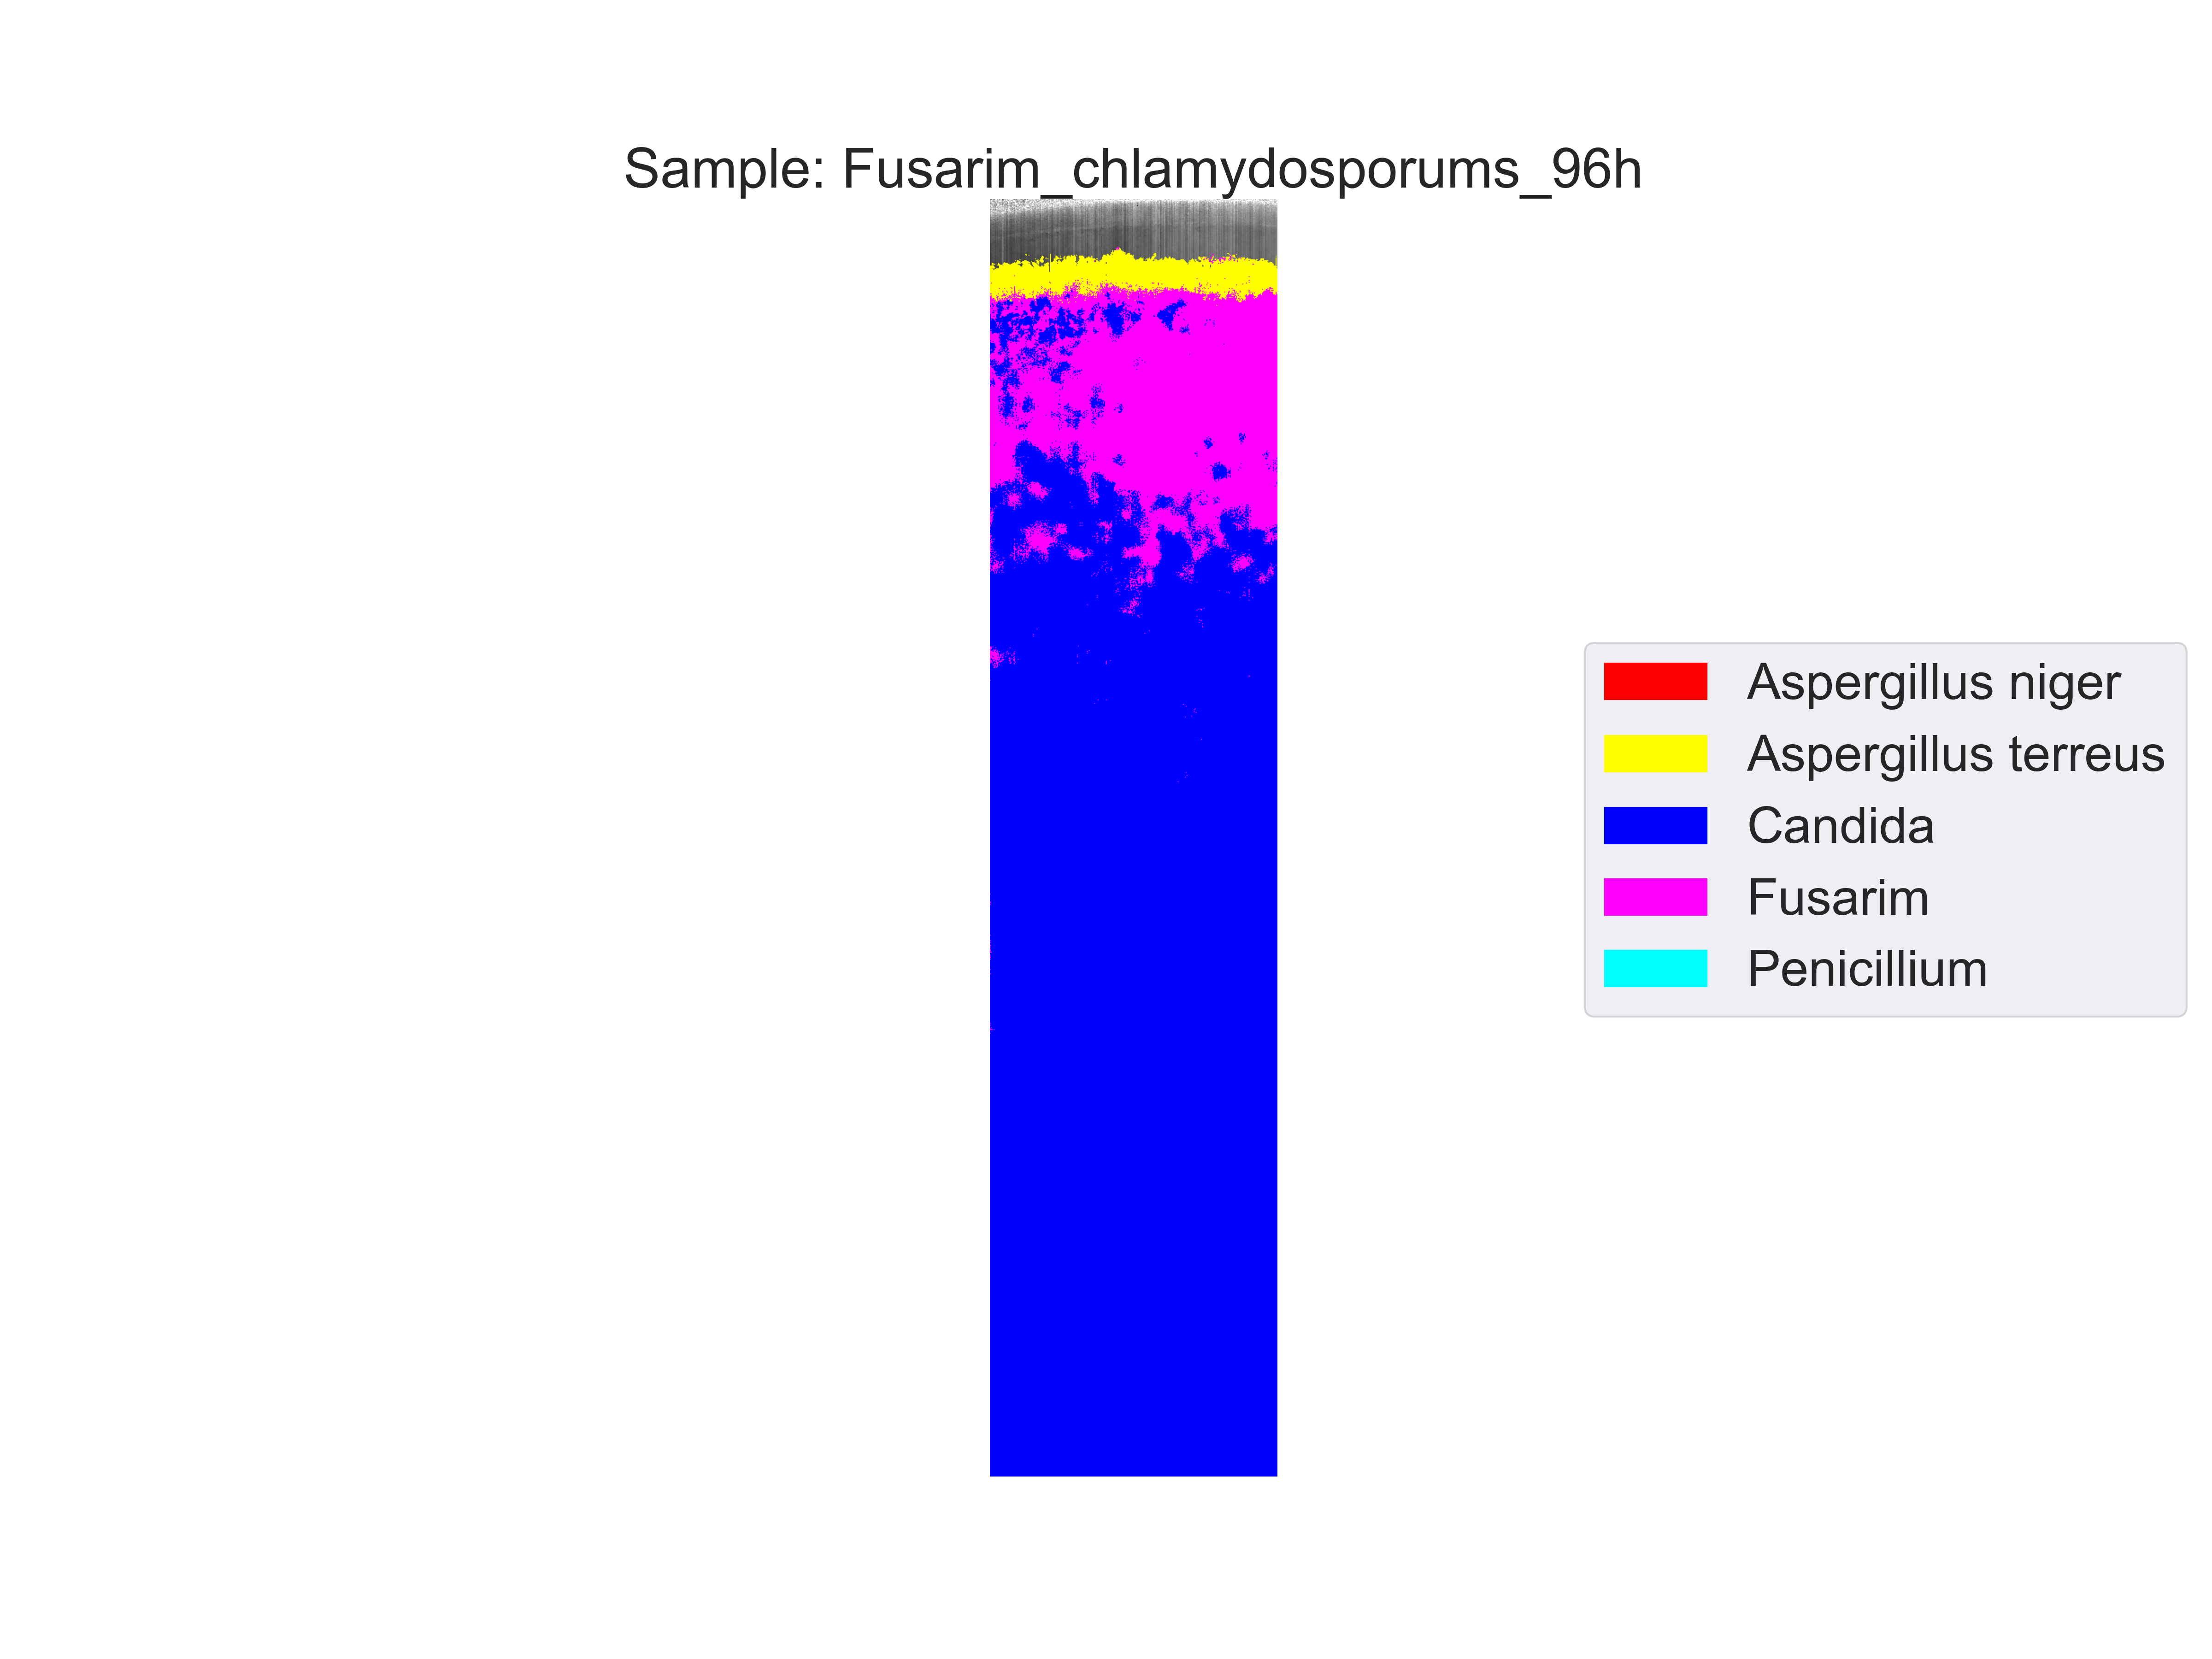 Sample: Fusarim_chlamydosporums_96h
Aspergillus niger
Aspergillus terreus
Candida
Fusarim
Penicillium